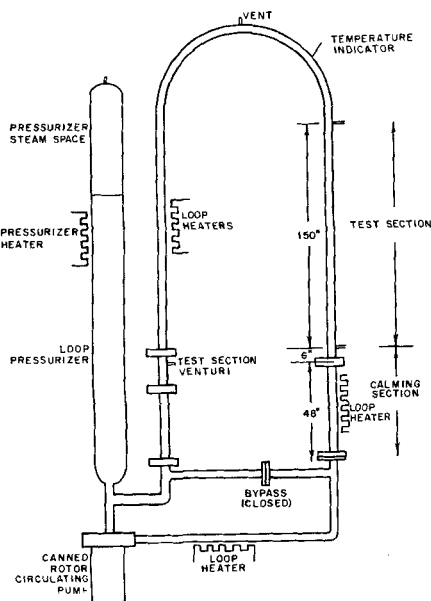 VENT
TEMPERATURE
INDICATOR
PRESSURIZER
STEAM SPACE
PRESSURIZER
HEATER
LOOP
HEATERS
150"
TEST SECTION
LOOP
PRESSURIZER
TEST SECTION
VENTURI
6"
48"
CALMING
SECTION
LOOP
HEATER
BYPASS
(CLOSED)
CANNED
ROTOR
CIRCULATING
PUMP
LOOP
HEATER